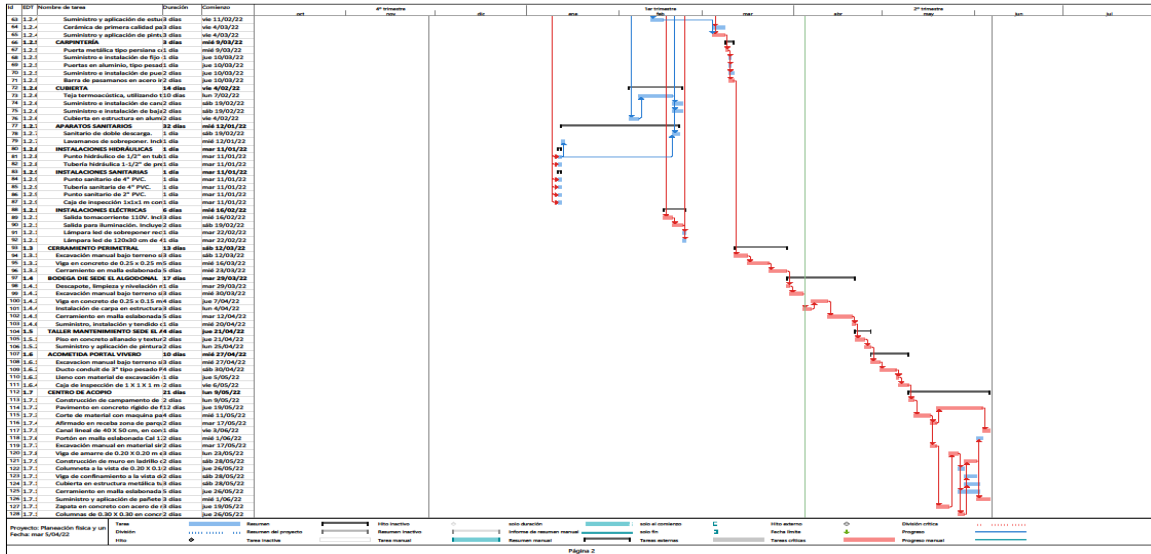 Id EDT Nombre de tarea Duración Comienzo
4º trimestre 1er trimestre 2º trimestre
oct nov dic ene feb mar abr may jun jul
63 1.2.4 Suministro y aplicación de estu 3 días vie 11/02/22
64 1.2.4 Cerámica de primera calidad pa 3 días vie 4/03/22
65 1.2.4 Suministro y aplicación de pint 3 días vie 4/03/22
66 1.2.5 CARPINTERÍA 3 días mié 9/03/22
67 1.2.5 Puerta metálica tipo persiana c 1 día mié 9/03/22
68 1.2.5 Suministro e instalación de fijo 1 día jue 10/03/22
69 1.2.5 Puertas en aluminio, tipo pesad 1 día jue 10/03/22
70 1.2.5 Suministro e instalación de pue 2 días jue 10/03/22
71 1.2.5 Barra de pasamanos en acero i 2 días jue 10/03/22
72 1.2.6 CUBIERTA 14 días vie 4/02/22
73 1.2.6 Teja termoacústica, utilizando t 10 días lun 7/02/22
74 1.2.6 Suministro e instalación de can 2 días sáb 19/02/22
75 1.2.6 Suministro e instalación de baja 2 días sáb 19/02/22
76 1.2.6 Cubierta en estructura en alum 2 días vie 4/02/22
77 1.2.7 APARATOS SANITARIOS 32 días mié 12/01/22
78 1.2.7 Sanitario de doble descarga. 1 día sáb 19/02/22
79 1.2.7 Lavamanos de sobreponer. Incl 1 día mié 12/01/22
80 1.2.8 INSTALACIONES HIDRÁULICAS 1 día mar 11/01/22
81 1.2.8 Punto hidráulico de 1/2" en tub 1 día mar 11/01/22
82 1.2.8 Tubería hidráulica 1-1/2" de pr 1 día mar 11/01/22
83 1.2.9 INSTALACIONES SANITARIAS 1 día mar 11/01/22
84 1.2.9 Punto sanitario de 4" PVC. 1 día mar 11/01/22
85 1.2.9 Tubería sanitaria de 4" PVC. 1 día mar 11/01/22
86 1.2.9 Punto sanitario de 2" PVC. 1 día mar 11/01/22
87 1.2.9 Caja de inspección 1x1x1 m con 1 día mar 11/01/22
88 1.2.1 INSTALACIONES ELÉCTRICAS 6 días mié 16/02/22
89 1.2.1 Salida tomacorriente 110V. Incl 3 días mié 16/02/22
90 1.2.1 Salida para iluminación. Incluye 2 días sáb 19/02/22
91 1.2.1 Lámpara led de sobreponer rec 1 día mar 22/02/22
92 1.2.1 Lámpara led de 120x30 cm de 4 1 día mar 22/02/22
93 1.3 CERRAMIENTO PERIMETRAL 13 días sáb 12/03/22
94 1.3.1 Excavación manual bajo terreno s 3 días sáb 12/03/22
95 1.3.2 Viga en concreto de 0.25 x 0.25 m 5 días mié 16/03/22
96 1.3.3 Cerramiento en malla eslabonada 5 días mié 23/03/22
97 1.4 BODEGA DIE SEDE EL ALGODONAL 17 días mar 29/03/22
98 1.4.1 Descapote, limpieza y nivelación 1 día mar 29/03/22
99 1.4.2 Excavación manual bajo terreno s 3 días mié 30/03/22
100 1.4.3 Viga en concreto de 0.25 x 0.15 m 4 días jue 7/04/22
101 1.4.4 Instalación de carpa en estructura 3 días lun 4/04/22
102 1.4.5 Cerramiento en malla eslabonada 5 días mar 12/04/22
103 1.4.6 Suministro, instalación y tendido c 1 día mié 20/04/22
104 1.5 TALLER MANTENIMIENTO SEDE EL A 4 días jue 21/04/22
105 1.5.1 Piso en concreto allanado y textur 2 días jue 21/04/22
106 1.5.2 Suministro y aplicación de pintura 2 días lun 25/04/22
107 1.6 ACOMETIDA PORTAL VIVERO 10 días mié 27/04/22
108 1.6.1 Excavacion manual bajo terreno s 3 días mié 27/04/22
109 1.6.2 Ducto conduit de 3" tipo pesado P 4 días sáb 30/04/22
110 1.6.3 Lleno con material de excavación 1 día jue 5/05/22
111 1.6.4 Caja de inspección de 1 X 1 X 1 m 2 días vie 6/05/22
112 1.7 CENTRO DE ACOPIO 21 días lun 9/05/22
113 1.7.1 Construcción de campamento de 2 días lun 9/05/22
114 1.7.2 Pavimento en concreto rígido de f 12 días jue 19/05/22
115 1.7.3 Corte de material con maquina pa 4 días mié 11/05/22
116 1.7.4 Afirmado en receba zona de parq 2 días mar 17/05/22
117 1.7.5 Canal lineal de 40 X 50 cm, en con 1 día vie 3/06/22
118 1.7.6 Portón en malla eslabonada Cal 1 2 días mié 1/06/22
119 1.7.7 Excavación manual en material sin 2 días mar 17/05/22
120 1.7.8 Viga de amarre de 0.20 X 0.20 m e 3 días lun 23/05/22
121 1.7.9 Construcción de muro en ladrillo c 2 días sáb 28/05/22
122 1.7.1 Columneta a la vista de 0.20 X 0.1 2 días jue 26/05/22
123 1.7.1 Viga de confinamiento a la vista d 2 días sáb 28/05/22
124 1.7.1 Cubierta en estructura metálica tu 3 días sáb 28/05/22
125 1.7.1 Cerramiento en malla eslabonada 5 días jue 26/05/22
126 1.7.1 Suministro y aplicación de pañete 3 días mié 1/06/22
127 1.7.1 Zapata en concreto con acero de r 3 días jue 19/05/22
128 1.7.1 Columnas de 0.30 X 0.30 en concr 2 días jue 26/05/22
Proyecto: Planeación física y un
Fecha: mar 5/04/22
Tarea Resumen Hito inactivo solo duración solo el comienzo Hito externo División crítica
División Resumen del proyecto Resumen inactivo Informe de resumen manual solo fin Fecha límite Progreso
Hito Tarea inactiva Tarea manual Resumen manual Tareas externas Tareas críticas Progreso manual
Página 2